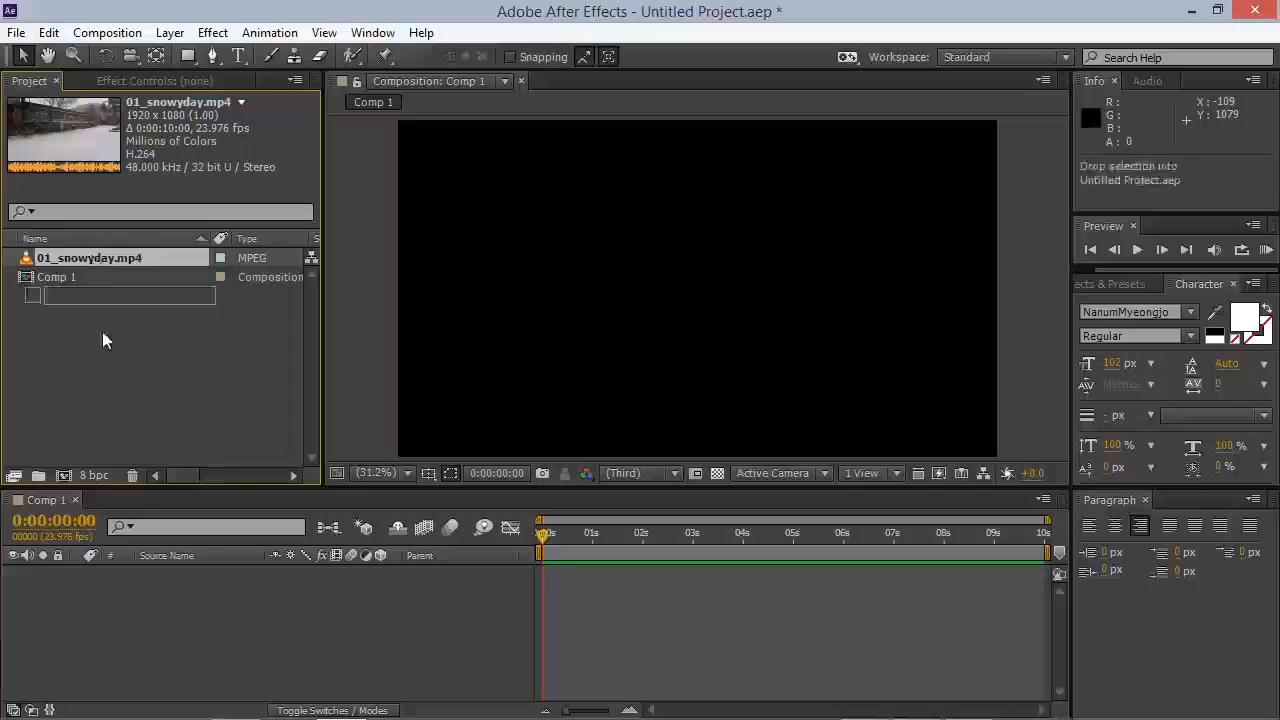 Ae
Adobe After Effects - Untitled Project.aep *
File Edit Composition Layer Effect Animation View Window Help
Snapping
Workspace: Standard
Search Help
Project Effect Controls: (none)
Composition: Comp 1
Info Audio
01_snowyday.mp4
1920 x 1080 (1.00)
Δ 0:00:10:00, 23.976 fps
Millions of Colors
H.264
48.000 kHz / 32 bit U / Stereo
Comp 1
R :
G :
B :
A : 0
X : -109
Y : 1079
Drop selection into
Untitled Project.aep
Preview
Name Type S
01_snowyday.mp4 MPEG
Comp 1 Composition
8 bpc
(31.2%) 0:00:00:00 (Third) Active Camera 1 View +0.0
ects & Presets Character
NanumMyeongjo
Regular
102 px Auto
Metrics 0
- px
100 % 100 %
0 px 0 %
Comp 1
0:00:00:00
00000 (23.976 fps)
# Source Name fx Parent
00s 01s 02s 03s 04s 05s 06s 07s 08s 09s 10s
Toggle Switches / Modes
Paragraph
0 px 0 px 0 px
0 px 0 px